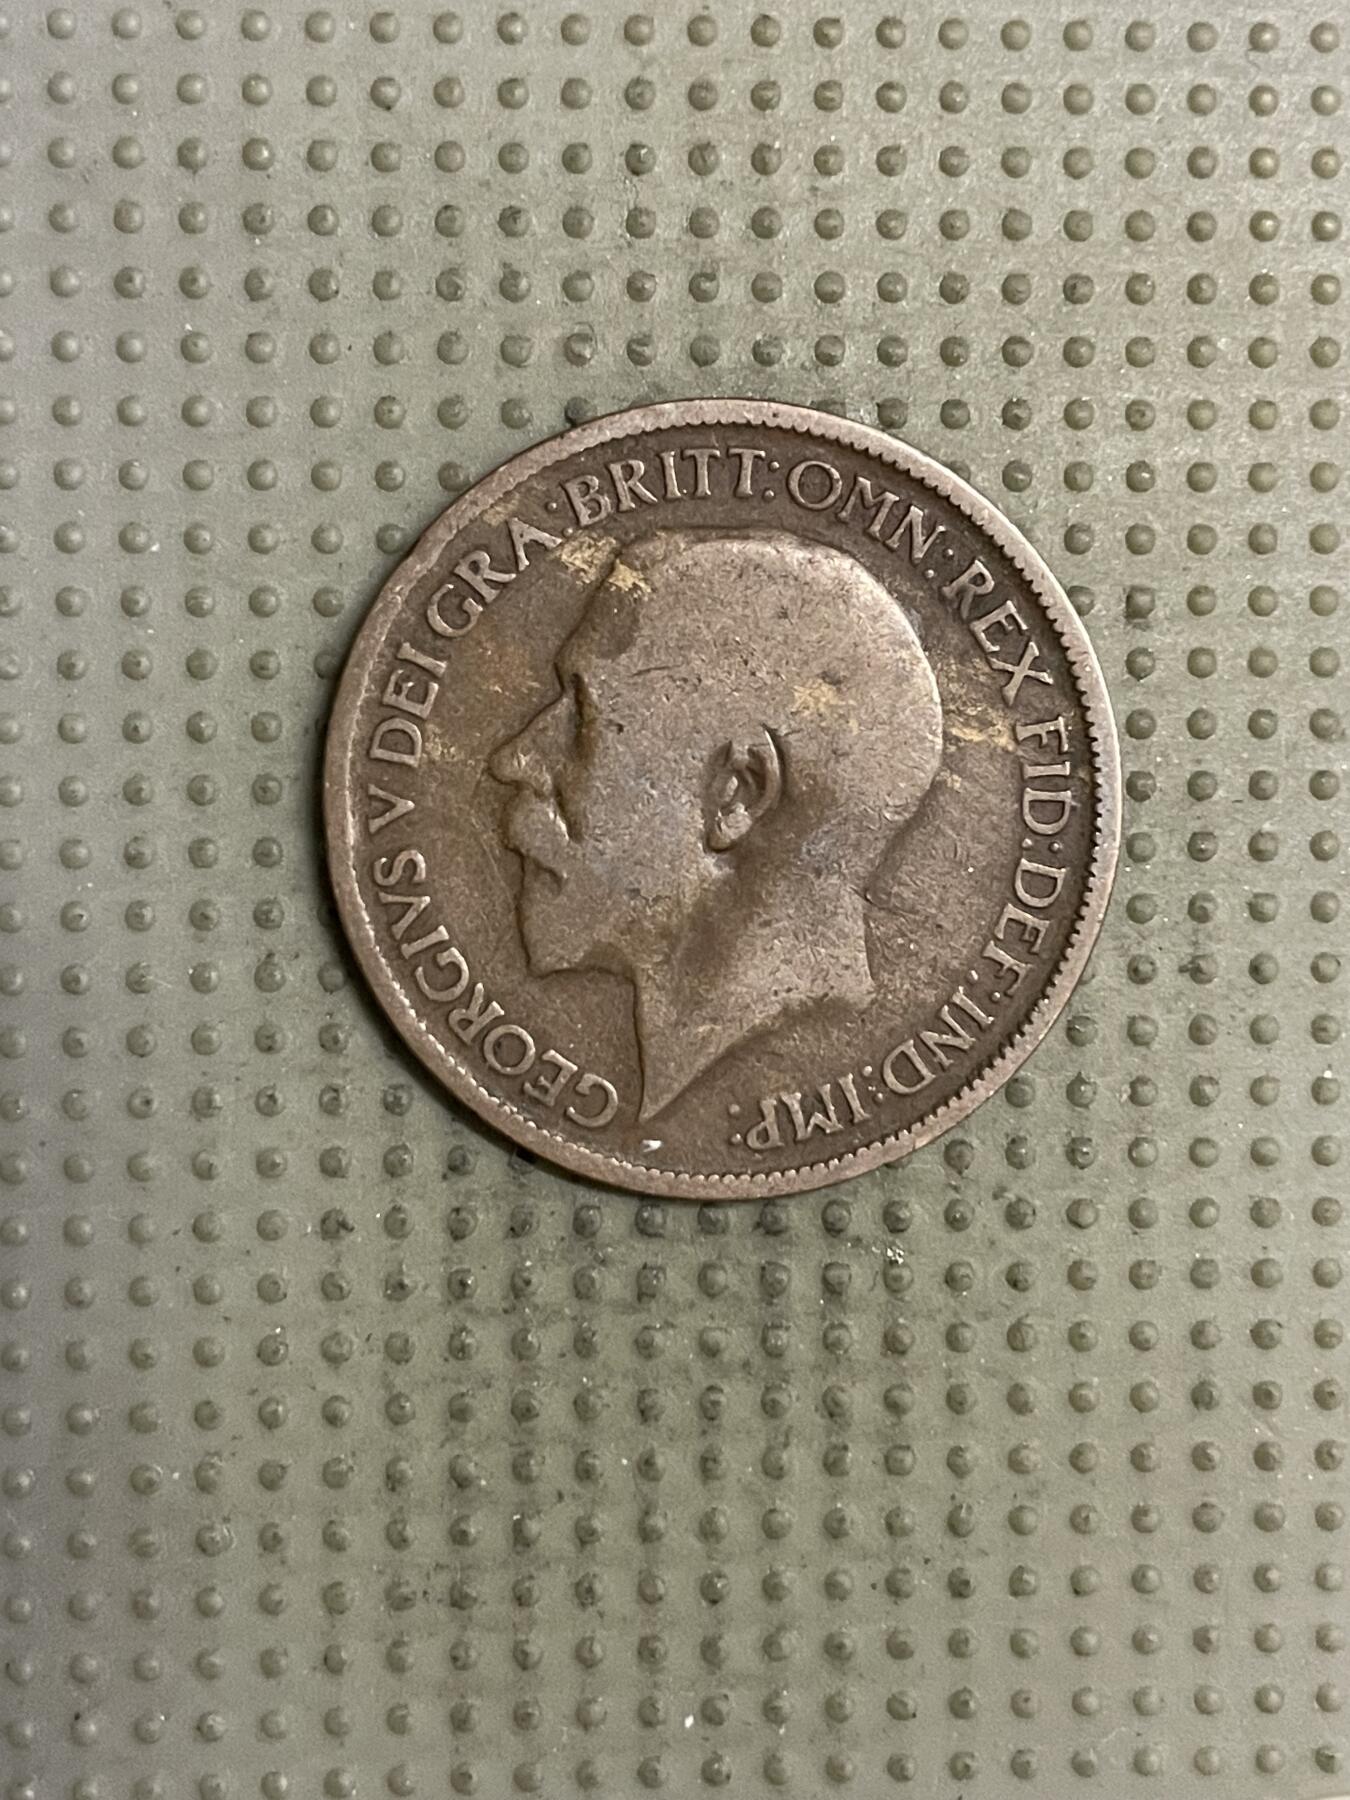 GEORGIVS V DEI GRA: BRITT: OMN: REX FID: DEF: IND: IMP: